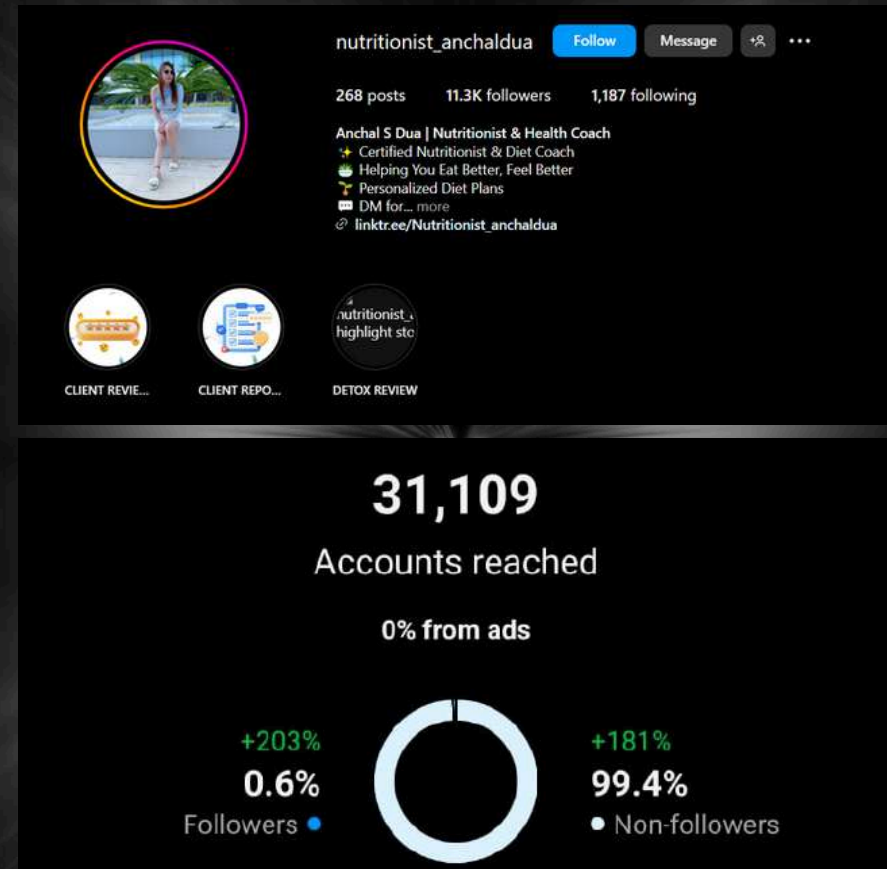 nutritionist_anchaldua Follow Message
268 posts 11.3K followers 1,187 following
Anchal S Dua | Nutritionist & Health Coach
✨ Certified Nutritionist & Diet Coach
🥗 Helping You Eat Better, Feel Better
🌱 Personalized Diet Plans
💬 DM for... more
linktr.ee/Nutritionist_anchaldua
nutritionist_
highlight sto
CLIENT REVIE... CLIENT REPO... DETOX REVIEW
31,109
Accounts reached
0% from ads
+203% +181%
0.6% 99.4%
Followers Non-followers